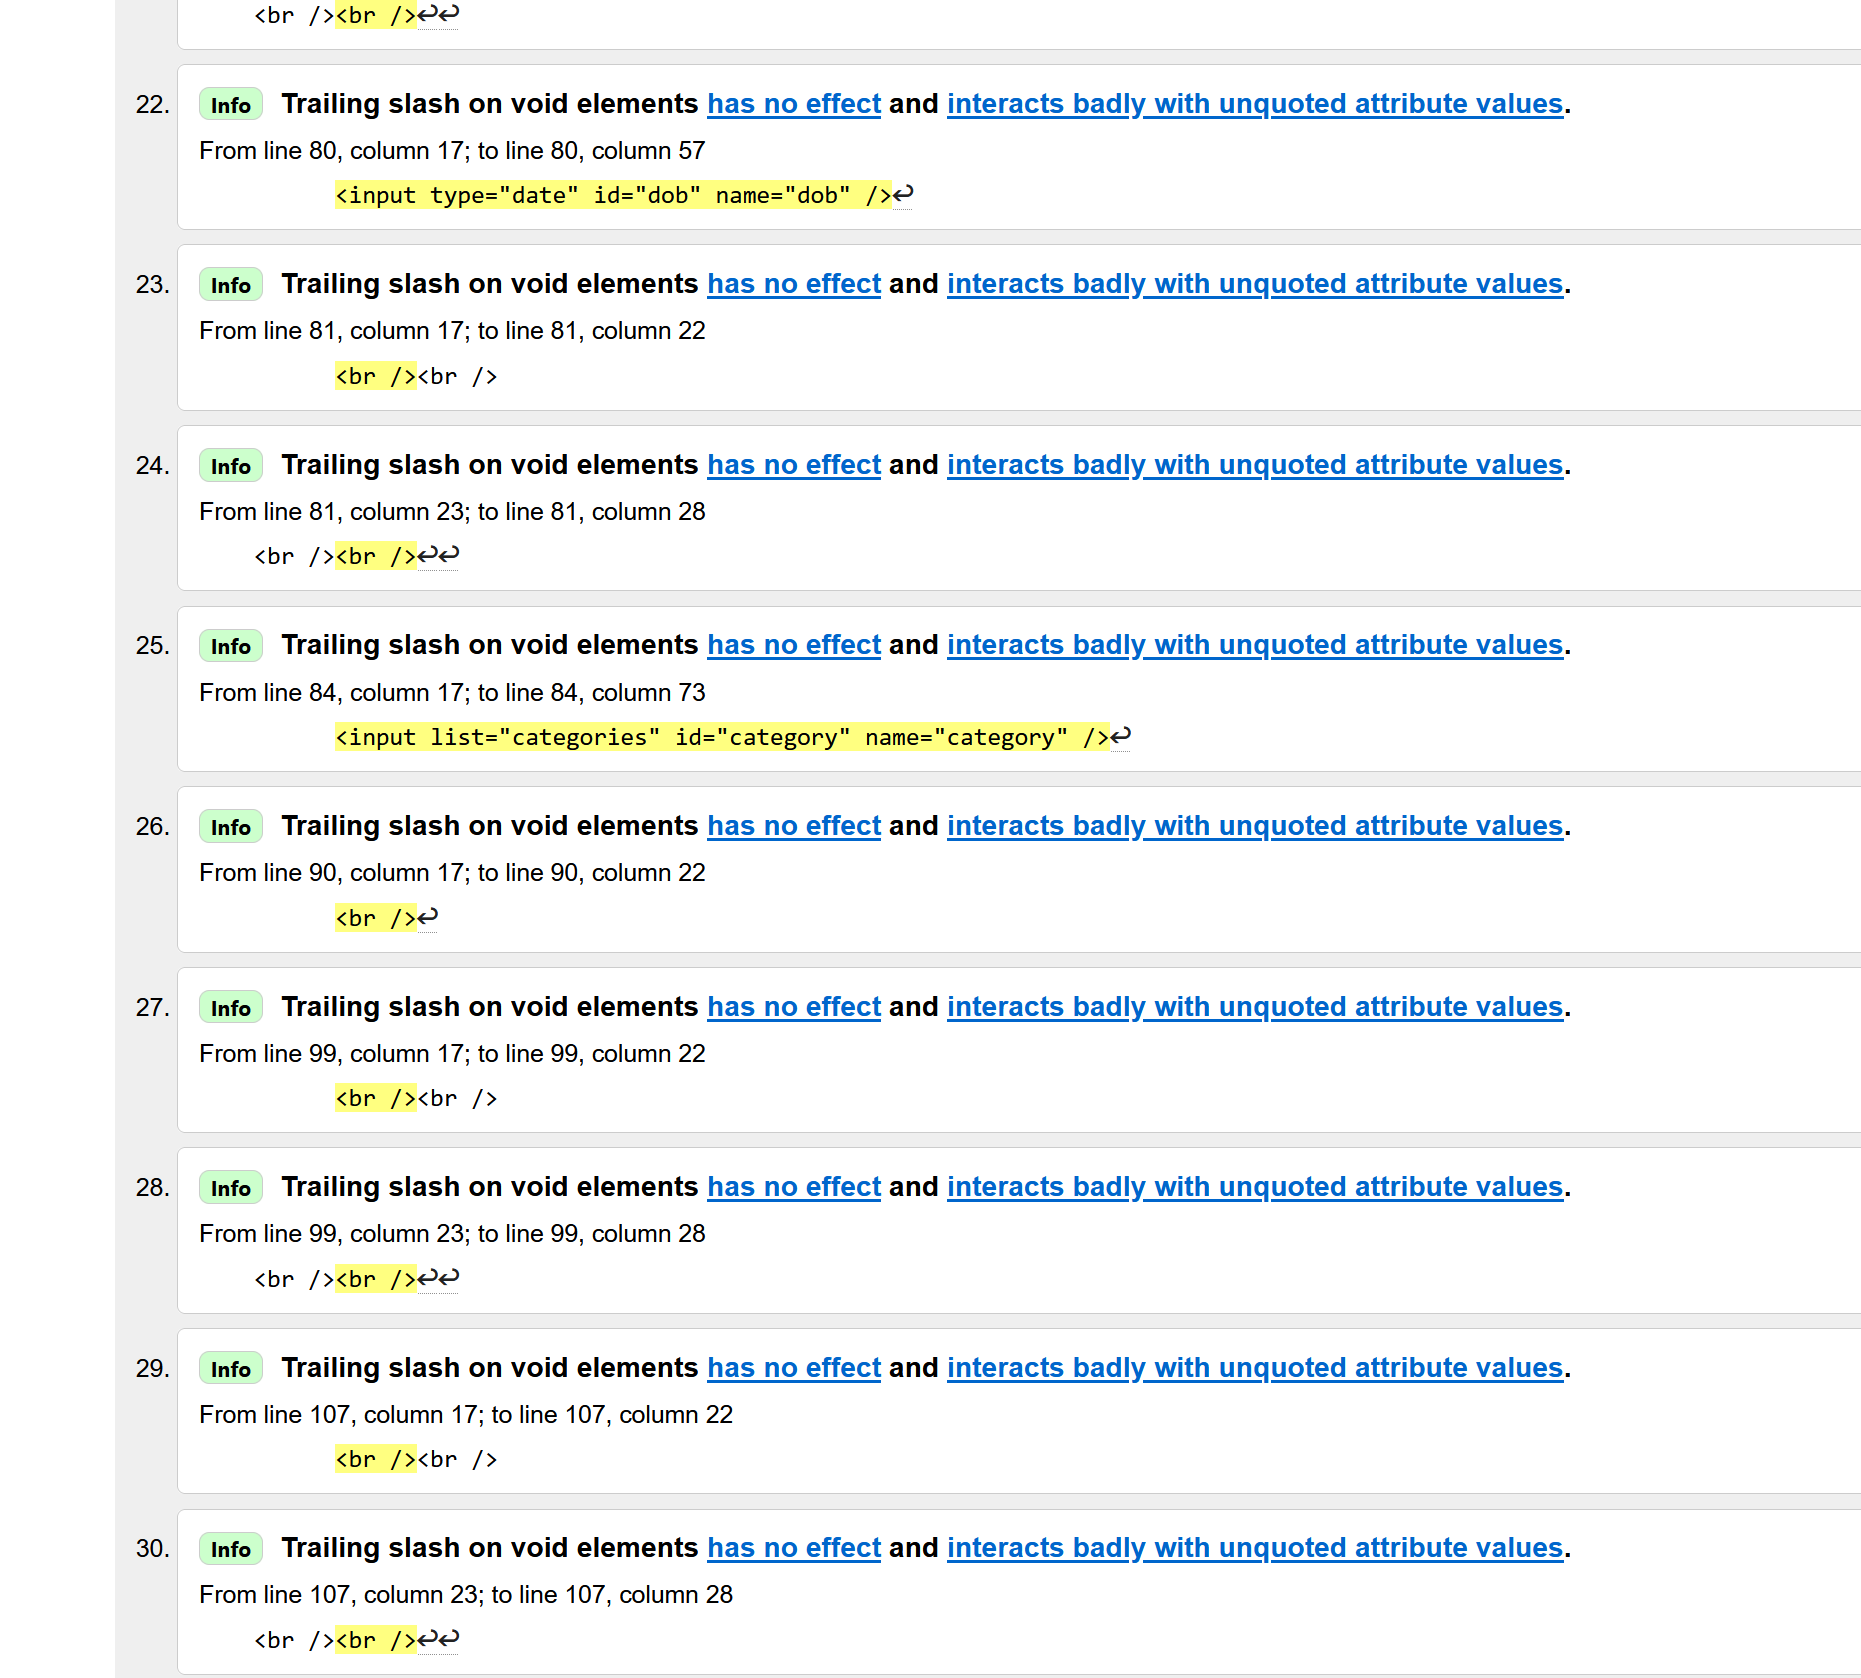 <br /><br />↩↩
22. Info Trailing slash on void elements has no effect and interacts badly with unquoted attribute values.
From line 80, column 17; to line 80, column 57
<input type="date" id="dob" name="dob" />↩
23. Info Trailing slash on void elements has no effect and interacts badly with unquoted attribute values.
From line 81, column 17; to line 81, column 22
<br /><br />
24. Info Trailing slash on void elements has no effect and interacts badly with unquoted attribute values.
From line 81, column 23; to line 81, column 28
<br /><br />↩↩
25. Info Trailing slash on void elements has no effect and interacts badly with unquoted attribute values.
From line 84, column 17; to line 84, column 73
<input list="categories" id="category" name="category" />↩
26. Info Trailing slash on void elements has no effect and interacts badly with unquoted attribute values.
From line 90, column 17; to line 90, column 22
<br />↩
27. Info Trailing slash on void elements has no effect and interacts badly with unquoted attribute values.
From line 99, column 17; to line 99, column 22
<br /><br />
28. Info Trailing slash on void elements has no effect and interacts badly with unquoted attribute values.
From line 99, column 23; to line 99, column 28
<br /><br />↩↩
29. Info Trailing slash on void elements has no effect and interacts badly with unquoted attribute values.
From line 107, column 17; to line 107, column 22
<br /><br />
30. Info Trailing slash on void elements has no effect and interacts badly with unquoted attribute values.
From line 107, column 23; to line 107, column 28
<br /><br />↩↩